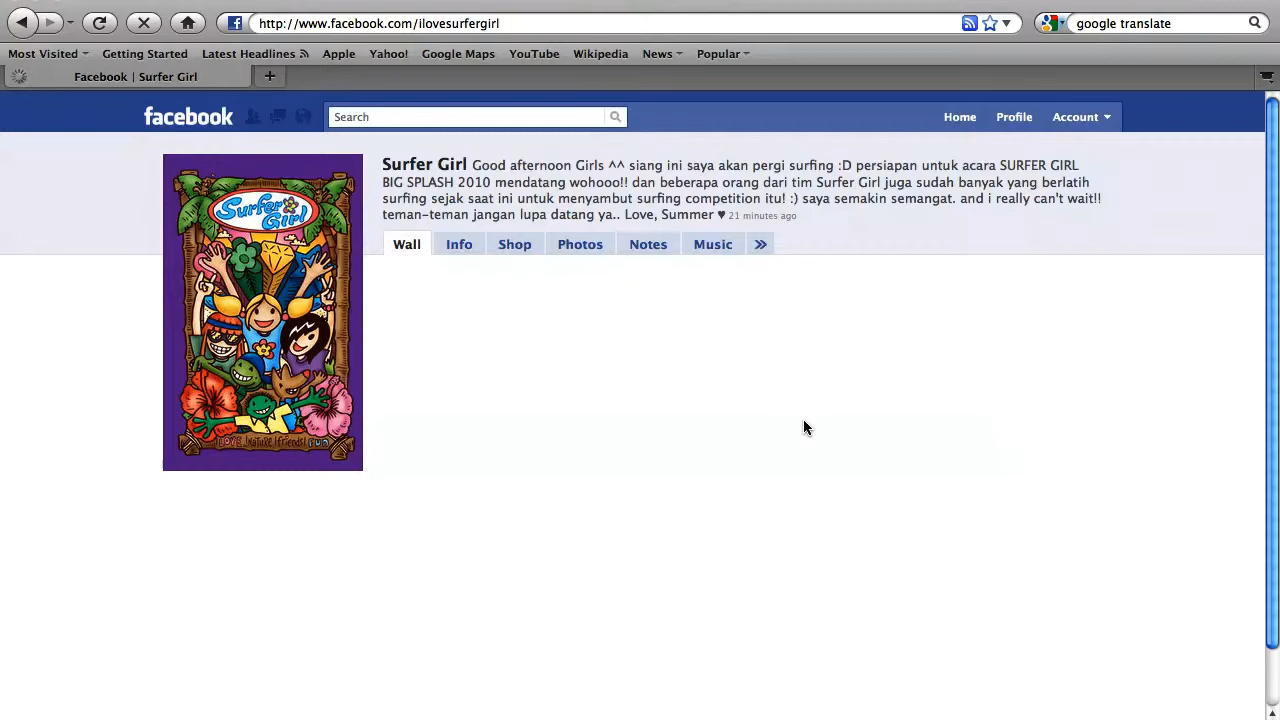 http://www.facebook.com/ilovesurfergirl
google translate
Most Visited
Getting Started
Latest Headlines
Apple
Yahoo!
Google Maps
YouTube
Wikipedia
News
Popular
Facebook | Surfer Girl
facebook
Search
Home
Profile
Account
Surfer Girl Good afternoon Girls ^^ siang ini saya akan pergi surfing :D persiapan untuk acara SURFER GIRL
BIG SPLASH 2010 mendatang wohooo!! dan beberapa orang dari tim Surfer Girl juga sudah banyak yang berlatih
surfing sejak saat ini untuk menyambut surfing competition itu! :) saya semakin semangat. and i really can't wait!!
teman-teman jangan lupa datang ya.. Love, Summer ♥ 21 minutes ago
Wall
Info
Shop
Photos
Notes
Music
Surfer
Girl
LOVE Nature Friends! FUN